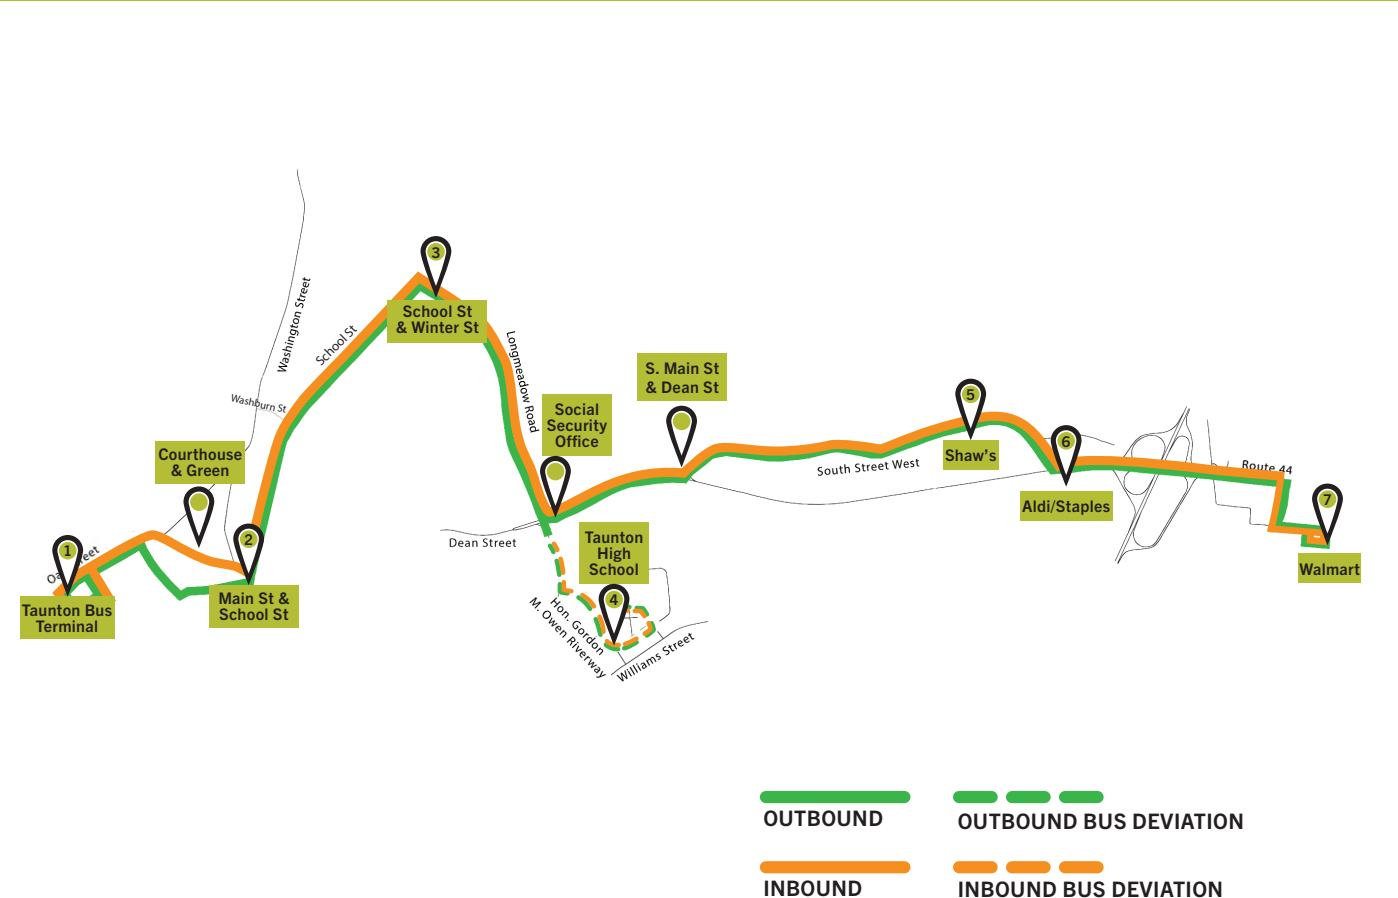 3
School St
& Winter St
Washington Street
School St
Longmeadow Road
S. Main St
& Dean St
5
Social
Security
Office
Washburn St
6
Courthouse
& Green
Shaw's
South Street West
Route 44
7
Aldi/Staples
2
1
Dean Street
Taunton
High
School
Walmart
4
Taunton Bus
Terminal
Main St &
School St
Hon. Gordon
M. Owen Riverway
Williams Street
OUTBOUND
OUTBOUND BUS DEVIATION
INBOUND
INBOUND BUS DEVIATION